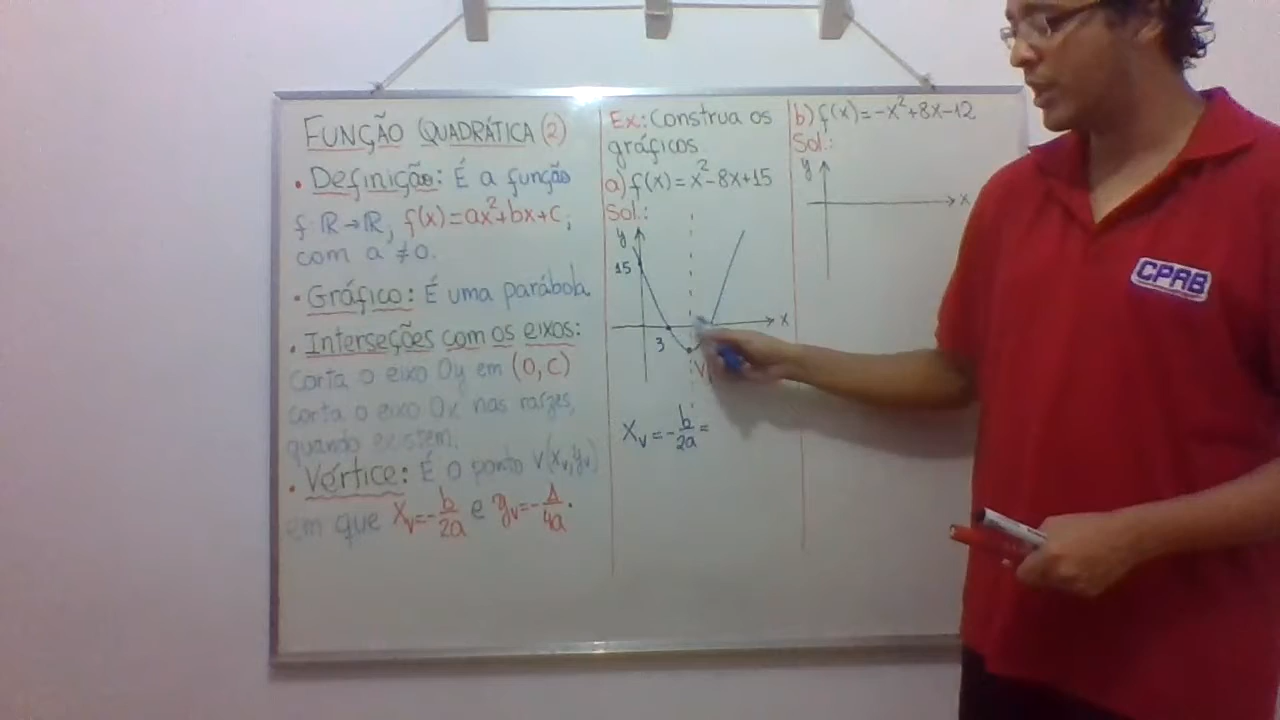 FUNÇÃO QUADRÁTICA (2)
• Definição: É a função
f ℝ→ℝ, f(x)=ax²+bx+c;
com a ≠0.
• Gráfico: É uma parábola
• Interseções com os eixos:
Corta o eixo Oy em (0,C)
corta o eixo Ox nas raízes,
quando existem;
• Vértice: É o ponto V(xᵥ,yᵥ)
em que xᵥ=-b/2a e yᵥ=-Δ/4a.
Ex.: Construa os
gráficos
a) f(x)=x²-8x+15
Sol.:
y
15
x
3
V
xᵥ=-b/2a=
b) f(x)=-x²+8x-12
Sol.:
y
x
CPRB